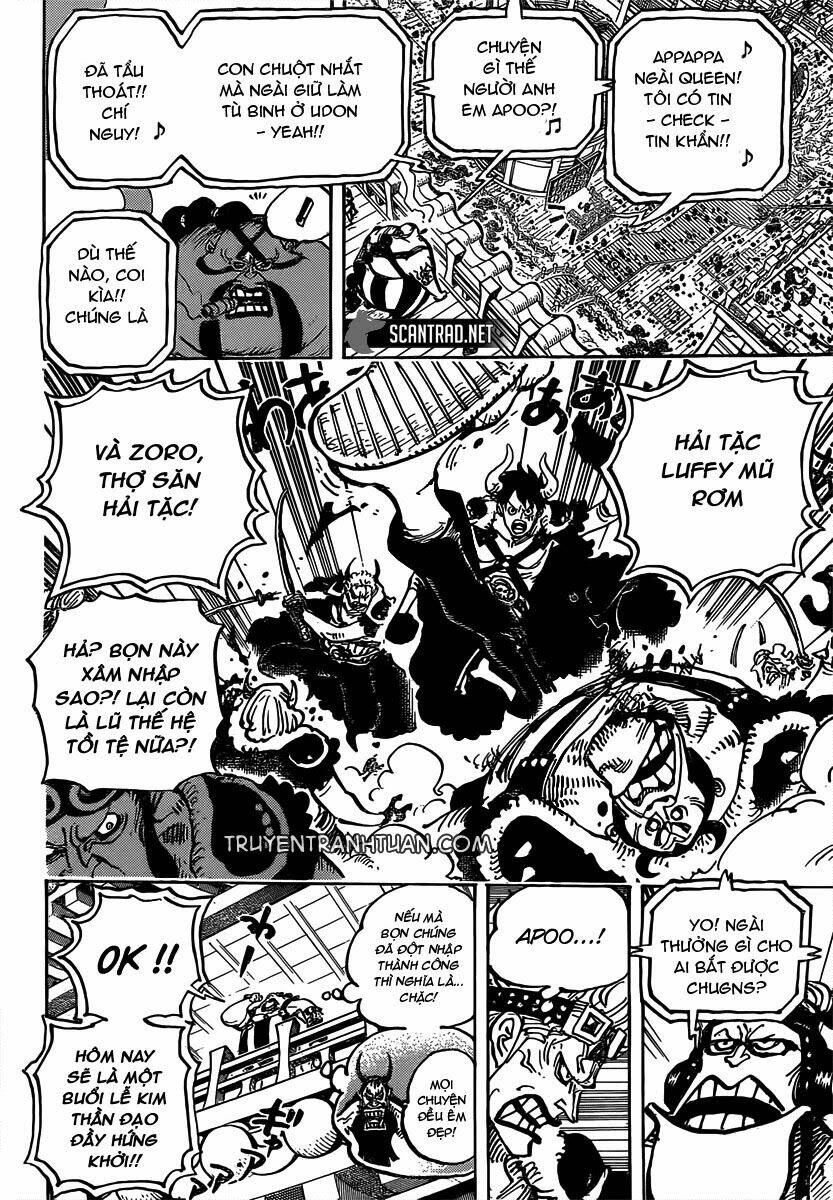 APPAPPA
NGÀI QUEEN!
TÔI CÓ TIN
- CHECK -
TIN KHẨN!
CHUYỆN
GÌ THẾ
NGƯỜI ANH
EM APOO?!
CON CHUỘT NHẮT
MÀ NGÀI GIỮ LÀM
TÙ BINH Ở UDON
- YEAH!!
ĐÃ TẨU
THOÁT!!
CHÍ
NGUY!
DÙ THẾ
NÀO, COI
KÌA!!
CHÚNG LÀ
SCANTRAD.NET
HẢI TẶC
LUFFY MŨ
RƠM
VÀ ZORO,
THỢ SĂN
HẢI TẶC!
HẢ? BỌN NÀY
XÂM NHẬP
SAO?! LẠI CÒN
LÀ LŨ THẾ HỆ
TỒI TỆ NỮA?!
TRUYENTRANHTUAN.COM
YO! NGÀI
THƯỞNG GÌ CHO
AI BẮT ĐƯỢC
CHUGNS?
APOO...!
NẾU MÀ
BỌN CHÚNG
ĐÃ ĐỘT NHẬP
THÀNH CÔNG
THÌ NGHĨA LÀ...
CHẶC!
MỌI
CHUYỆN
ĐỀU ÊM
ĐẸP!
OK!!
HÔM NAY
SẼ LÀ MỘT
BUỔI LỄ KIM
THẦN ĐẠO
ĐẦY HỨNG
KHỞI!!